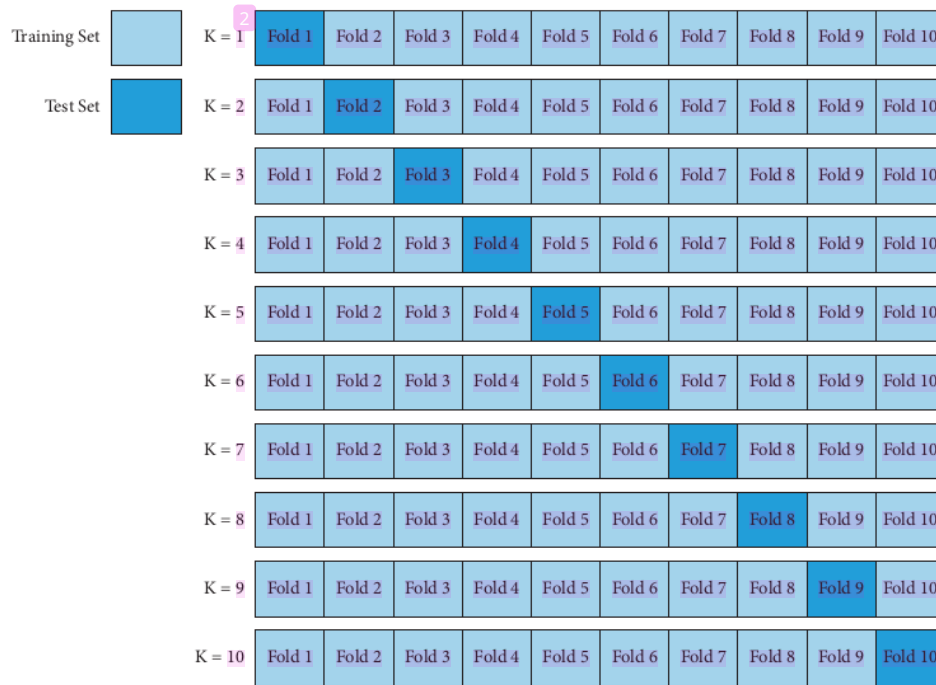 2
Training Set K = 1 Fold 1 Fold 2 Fold 3 Fold 4 Fold 5 Fold 6 Fold 7 Fold 8 Fold 9 Fold 10
Test Set K = 2 Fold 1 Fold 2 Fold 3 Fold 4 Fold 5 Fold 6 Fold 7 Fold 8 Fold 9 Fold 10
K = 3 Fold 1 Fold 2 Fold 3 Fold 4 Fold 5 Fold 6 Fold 7 Fold 8 Fold 9 Fold 10
K = 4 Fold 1 Fold 2 Fold 3 Fold 4 Fold 5 Fold 6 Fold 7 Fold 8 Fold 9 Fold 10
K = 5 Fold 1 Fold 2 Fold 3 Fold 4 Fold 5 Fold 6 Fold 7 Fold 8 Fold 9 Fold 10
K = 6 Fold 1 Fold 2 Fold 3 Fold 4 Fold 5 Fold 6 Fold 7 Fold 8 Fold 9 Fold 10
K = 7 Fold 1 Fold 2 Fold 3 Fold 4 Fold 5 Fold 6 Fold 7 Fold 8 Fold 9 Fold 10
K = 8 Fold 1 Fold 2 Fold 3 Fold 4 Fold 5 Fold 6 Fold 7 Fold 8 Fold 9 Fold 10
K = 9 Fold 1 Fold 2 Fold 3 Fold 4 Fold 5 Fold 6 Fold 7 Fold 8 Fold 9 Fold 10
K = 10 Fold 1 Fold 2 Fold 3 Fold 4 Fold 5 Fold 6 Fold 7 Fold 8 Fold 9 Fold 10